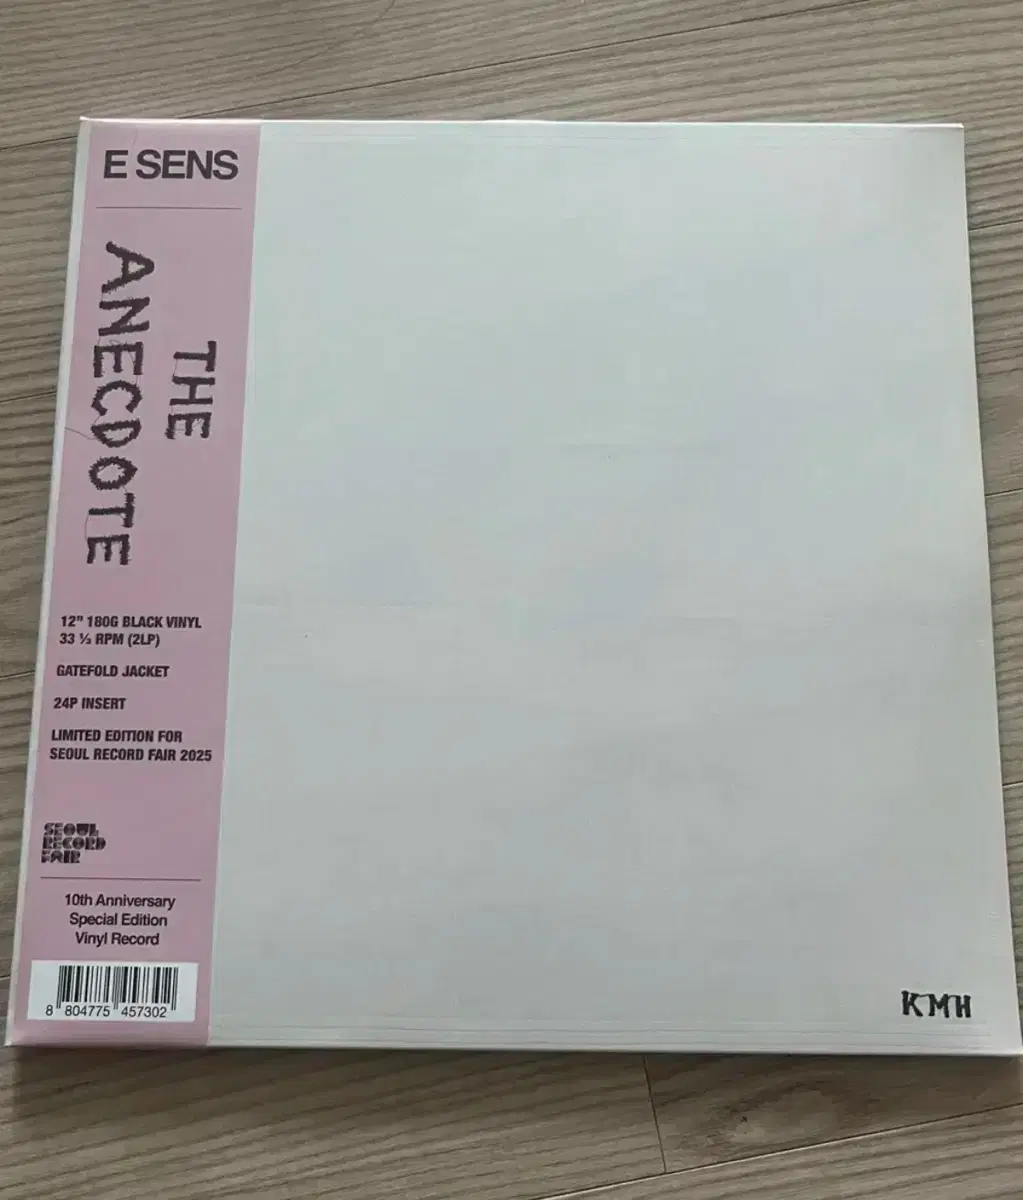 E SENS
THE
ANECDOTE
12" 180G BLACK VINYL
33 ⅓ RPM (2LP)
GATEFOLD JACKET
24P INSERT
LIMITED EDITION FOR
SEOUL RECORD FAIR 2025
SEOUL
RECORD
FAIR
10th Anniversary
Special Edition
Vinyl Record
8 804775 457302
KMH